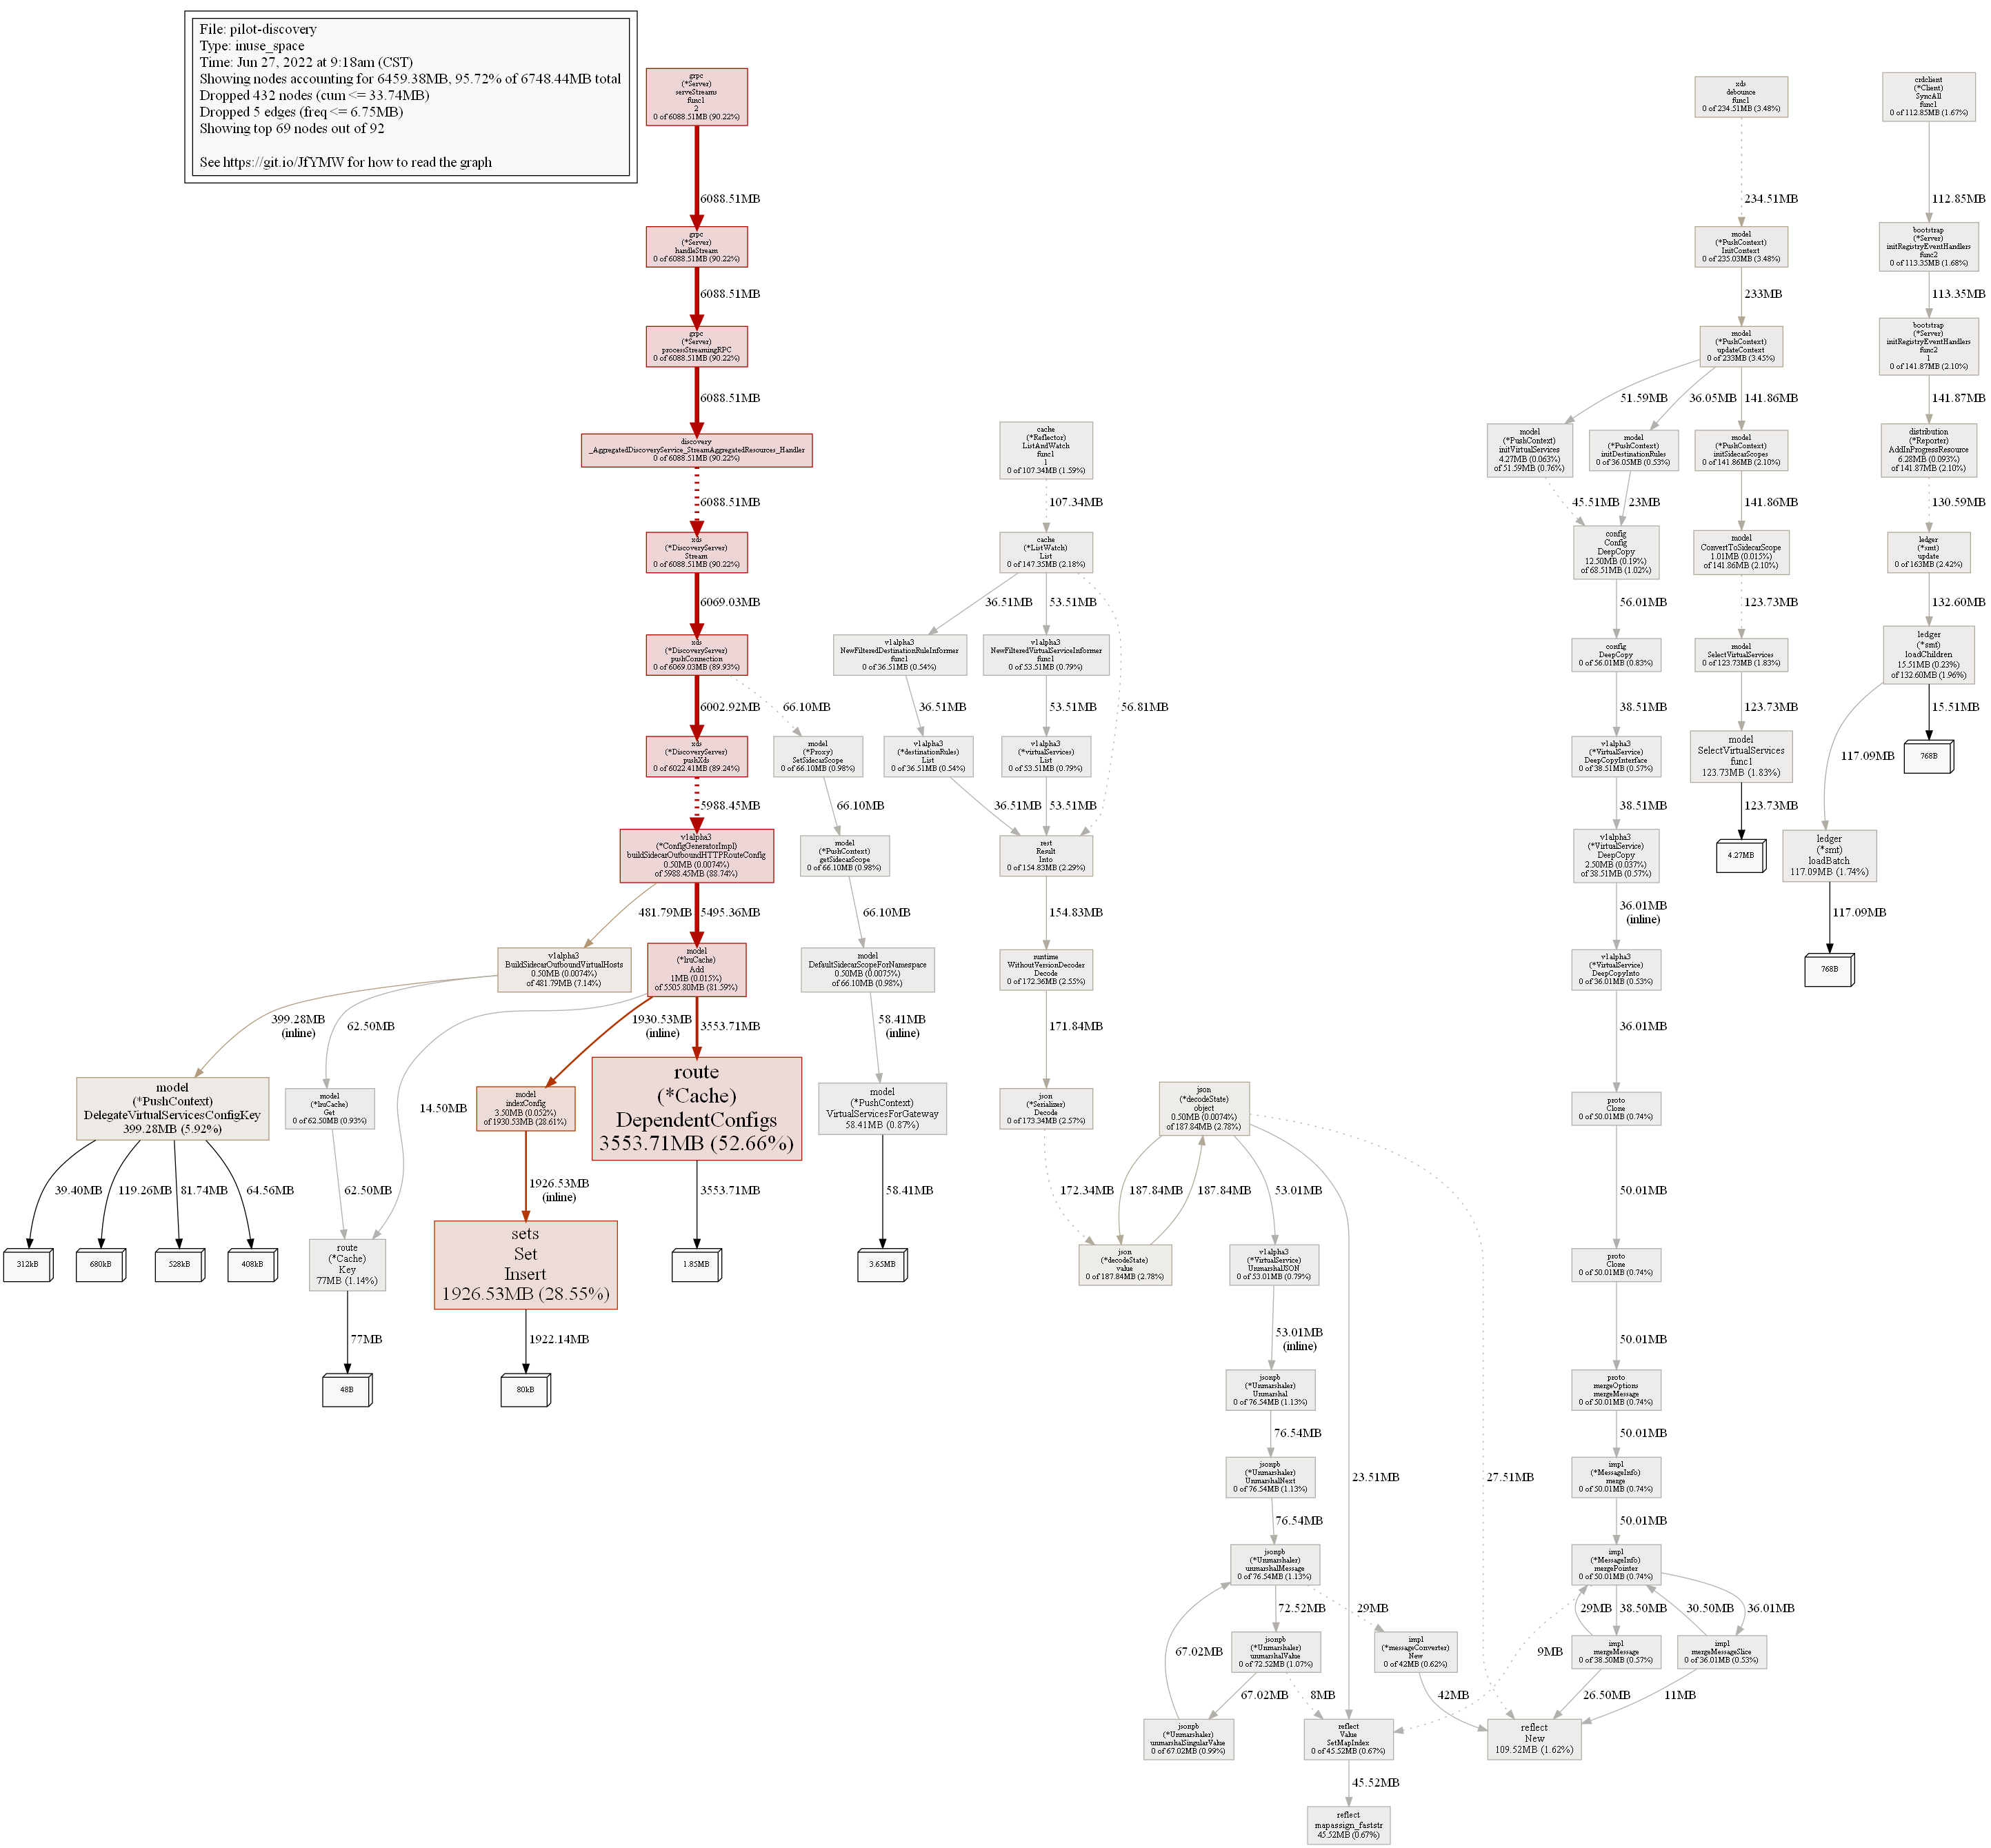 File: pilot-discovery
Type: inuse_space
Time: Jun 27, 2022 at 9:18am (CST)
Showing nodes accounting for 6459.38MB, 95.72% of 6748.44MB total
Dropped 432 nodes (cum <= 33.74MB)
Dropped 5 edges (freq <= 6.75MB)
Showing top 69 nodes out of 92
See https://git.io/JfYMW for how to read the graph
grpc
(*Server)
serveStreams
func1
2
0 of 6088.51MB (90.22%)
6088.51MB
grpc
(*Server)
handleStream
0 of 6088.51MB (90.22%)
6088.51MB
grpc
(*Server)
processStreamingRPC
0 of 6088.51MB (90.22%)
6088.51MB
discovery
_AggregatedDiscoveryService_StreamAggregatedResources_Handler
0 of 6088.51MB (90.22%)
6088.51MB
xds
(*DiscoveryServer)
Stream
0 of 6088.51MB (90.22%)
6069.03MB
xds
(*DiscoveryServer)
pushConnection
0 of 6069.03MB (89.93%)
6002.92MB
66.10MB
xds
(*DiscoveryServer)
pushXds
0 of 6022.41MB (89.24%)
5988.45MB
v1alpha3
(*ConfigGeneratorImpl)
buildSidecarOutboundHTTPRouteConfig
0.50MB (0.0074%)
of 5988.45MB (88.74%)
481.79MB
5495.36MB
v1alpha3
BuildSidecarOutboundVirtualHosts
0.50MB (0.0074%)
of 481.79MB (7.14%)
model
(*lruCache)
Add
1MB (0.015%)
of 5505.80MB (81.59%)
399.28MB
(inline)
62.50MB
14.50MB
1930.53MB
(inline)
3553.71MB
model
(*PushContext)
DelegateVirtualServicesConfigKey
399.28MB (5.92%)
model
(*lruCache)
Get
0 of 62.50MB (0.93%)
model
indexConfig
3.50MB (0.052%)
of 1930.53MB (28.61%)
route
(*Cache)
DependentConfigs
3553.71MB (52.66%)
39.40MB
119.26MB
81.74MB
64.56MB
62.50MB
1926.53MB
(inline)
3553.71MB
312kB
680kB
528kB
408kB
route
(*Cache)
Key
77MB (1.14%)
sets
Set
Insert
1926.53MB (28.55%)
1.85MB
77MB
1922.14MB
48B
80kB
model
(*Proxy)
SetSidecarScope
0 of 66.10MB (0.98%)
66.10MB
model
(*PushContext)
getSidecarScope
0 of 66.10MB (0.98%)
66.10MB
model
DefaultSidecarScopeForNamespace
0.50MB (0.0075%)
of 66.10MB (0.98%)
58.41MB
(inline)
model
(*PushContext)
VirtualServicesForGateway
58.41MB (0.87%)
58.41MB
3.65MB
cache
(*Reflector)
ListAndWatch
func1
1
0 of 107.34MB (1.59%)
107.34MB
cache
(*ListWatch)
List
0 of 147.35MB (2.18%)
36.51MB
53.51MB
56.81MB
v1alpha3
NewFilteredDestinationRuleInformer
func1
0 of 36.51MB (0.54%)
v1alpha3
NewFilteredVirtualServiceInformer
func1
0 of 53.51MB (0.79%)
36.51MB
53.51MB
v1alpha3
(*destinationRules)
List
0 of 36.51MB (0.54%)
v1alpha3
(*virtualServices)
List
0 of 53.51MB (0.79%)
36.51MB
53.51MB
rest
Result
Into
0 of 154.83MB (2.29%)
154.83MB
runtime
WithoutVersionDecoder
Decode
0 of 172.36MB (2.55%)
171.84MB
json
(*Serializer)
Decode
0 of 173.34MB (2.57%)
172.34MB
json
(*decodeState)
object
0.50MB (0.0074%)
of 187.84MB (2.78%)
187.84MB
187.84MB
53.01MB
23.51MB
27.51MB
json
(*decodeState)
value
0 of 187.84MB (2.78%)
v1alpha3
(*VirtualService)
UnmarshalJSON
0 of 53.01MB (0.79%)
53.01MB
(inline)
jsonpb
(*Unmarshaler)
Unmarshal
0 of 76.54MB (1.13%)
76.54MB
jsonpb
(*Unmarshaler)
UnmarshalNext
0 of 76.54MB (1.13%)
76.54MB
jsonpb
(*Unmarshaler)
unmarshalMessage
0 of 76.54MB (1.13%)
67.02MB
72.52MB
29MB
jsonpb
(*Unmarshaler)
unmarshalValue
0 of 72.52MB (1.07%)
impl
(*messageConverter)
New
0 of 42MB (0.62%)
67.02MB
8MB
42MB
jsonpb
(*Unmarshaler)
unmarshalSingularValue
0 of 67.02MB (0.99%)
reflect
Value
SetMapIndex
0 of 45.52MB (0.67%)
45.52MB
reflect
mapassign_faststr
45.52MB (0.67%)
reflect
New
109.52MB (1.62%)
xds
debounce
func1
0 of 234.51MB (3.48%)
234.51MB
model
(*PushContext)
InitContext
0 of 235.03MB (3.48%)
233MB
model
(*PushContext)
updateContext
0 of 233MB (3.45%)
51.59MB
36.05MB
141.86MB
model
(*PushContext)
initVirtualServices
4.27MB (0.063%)
of 51.59MB (0.76%)
model
(*PushContext)
initDestinationRules
0 of 36.05MB (0.53%)
model
(*PushContext)
initSidecarScopes
0 of 141.86MB (2.10%)
45.51MB
23MB
141.86MB
config
Config
DeepCopy
12.50MB (0.19%)
of 68.51MB (1.02%)
model
ConvertToSidecarScope
1.01MB (0.015%)
of 141.86MB (2.10%)
56.01MB
123.73MB
config
DeepCopy
0 of 56.01MB (0.83%)
model
SelectVirtualServices
0 of 123.73MB (1.83%)
38.51MB
123.73MB
v1alpha3
(*VirtualService)
DeepCopyInterface
0 of 38.51MB (0.57%)
model
SelectVirtualServices
func1
123.73MB (1.83%)
38.51MB
123.73MB
4.27MB
v1alpha3
(*VirtualService)
DeepCopy
2.50MB (0.037%)
of 38.51MB (0.57%)
36.01MB
(inline)
v1alpha3
(*VirtualService)
DeepCopyInto
0 of 36.01MB (0.53%)
36.01MB
proto
Clone
0 of 50.01MB (0.74%)
50.01MB
proto
Clone
0 of 50.01MB (0.74%)
50.01MB
proto
mergeOptions
mergeMessage
0 of 50.01MB (0.74%)
50.01MB
impl
(*MessageInfo)
merge
0 of 50.01MB (0.74%)
50.01MB
impl
(*MessageInfo)
mergePointer
0 of 50.01MB (0.74%)
9MB
29MB
38.50MB
30.50MB
36.01MB
impl
mergeMessage
0 of 38.50MB (0.57%)
impl
mergeMessageSlice
0 of 36.01MB (0.53%)
26.50MB
11MB
crdclient
(*Client)
SyncAll
func1
0 of 112.85MB (1.67%)
112.85MB
bootstrap
(*Server)
initRegistryEventHandlers
func2
0 of 113.35MB (1.68%)
113.35MB
bootstrap
(*Server)
initRegistryEventHandlers
func2
1
0 of 141.87MB (2.10%)
141.87MB
distribution
(*Reporter)
AddInProgressResource
6.28MB (0.093%)
of 141.87MB (2.10%)
130.59MB
ledger
(*smt)
update
0 of 163MB (2.42%)
132.60MB
ledger
(*smt)
loadChildren
15.51MB (0.23%)
of 132.60MB (1.96%)
117.09MB
15.51MB
768B
ledger
(*smt)
loadBatch
117.09MB (1.74%)
117.09MB
768B